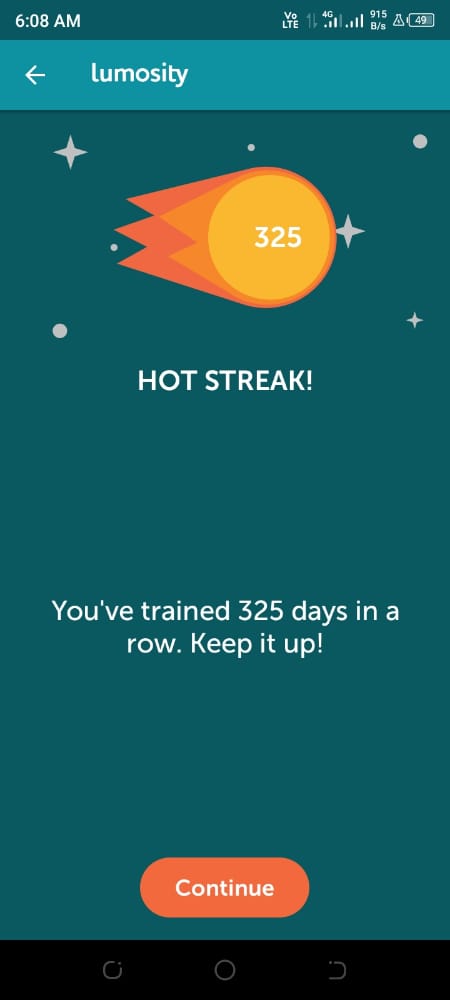 6:08 AM Vo LTE 4G 915 B/s 49
lumosity
325
HOT STREAK!
You've trained 325 days in a
row. Keep it up!
Continue